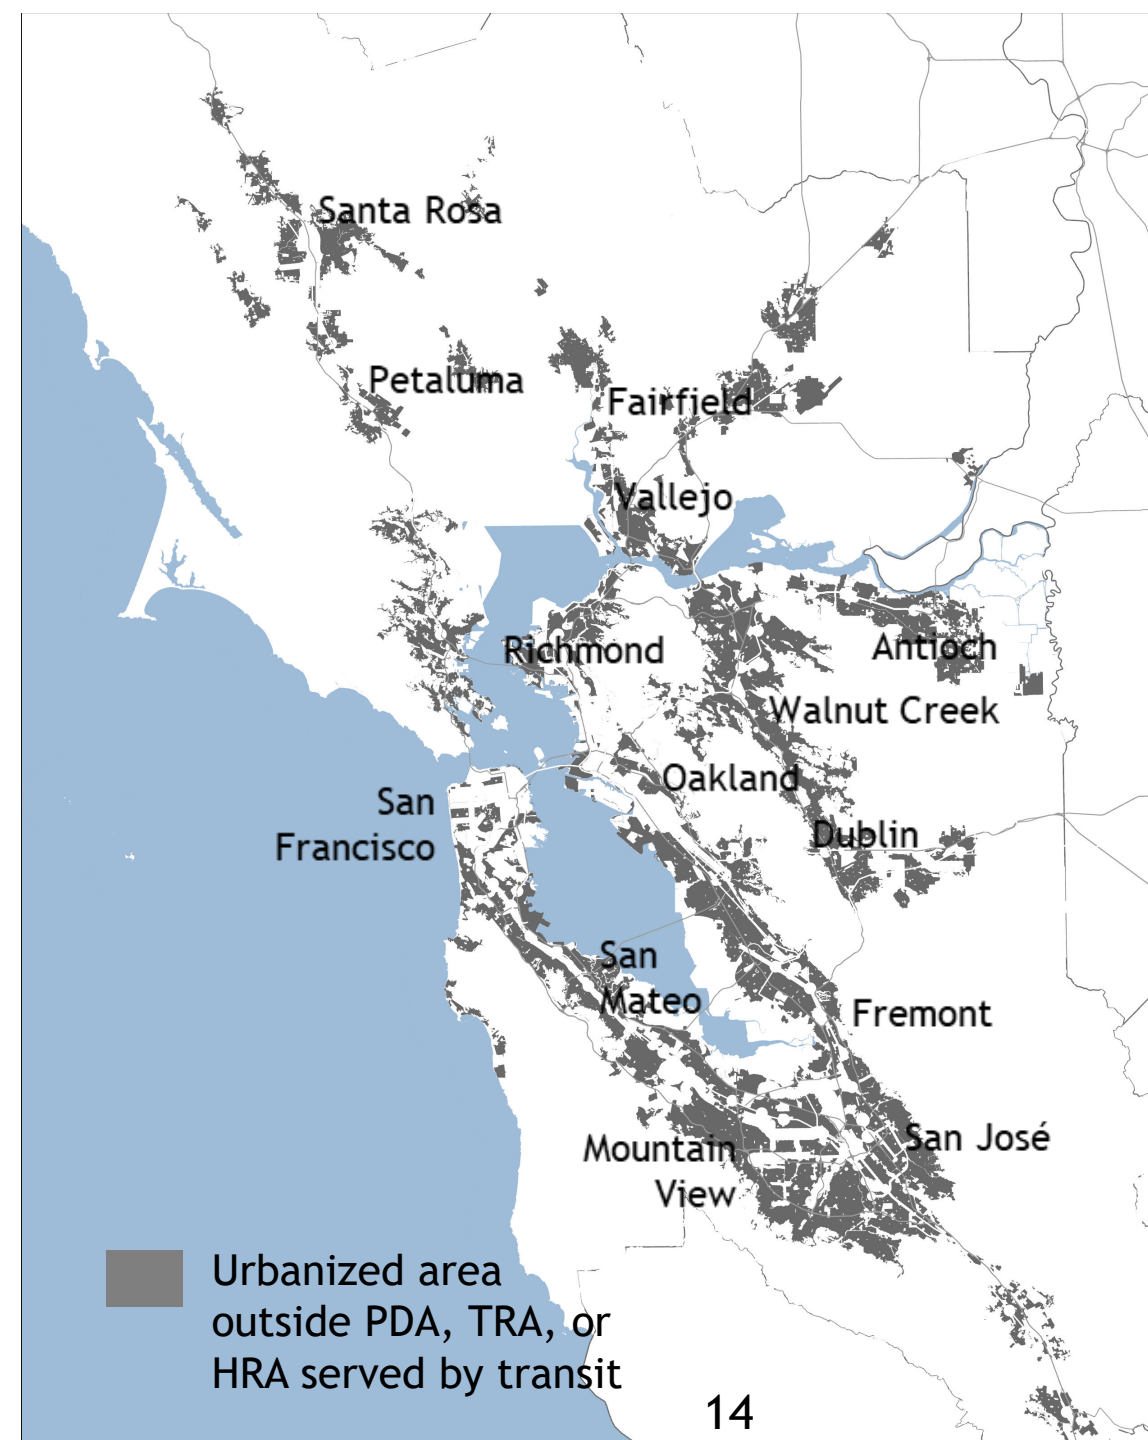 Santa Rosa
Petaluma
Fairfield
Vallejo
Richmond
Antioch
Walnut Creek
Oakland
San
Francisco
Dublin
San
Mateo
Fremont
San José
Mountain
View
Urbanized area
outside PDA, TRA, or
HRA served by transit
14